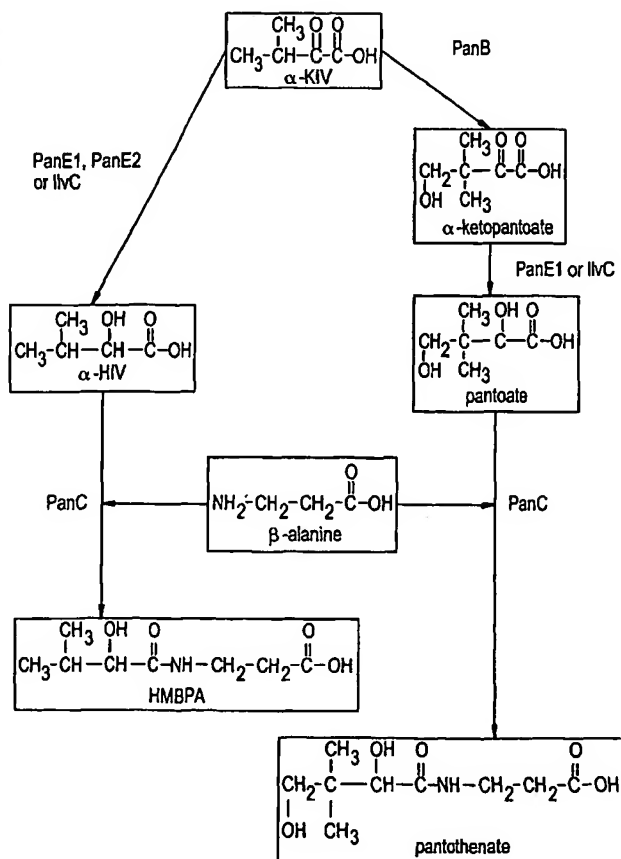 CH₃ O O
CH₃-CH-C-C-OH
α-KIV
PanB
PanE1, PanE2
or IlvC
CH₃ O O
CH₂-C-C-C-OH
OH CH₃
α-ketopantoate
PanE1 or IlvC
CH₃ OH O
CH₃-CH-CH-C-OH
α-HIV
CH₃ OH O
CH₂-C-CH-C-OH
OH CH₃
pantoate
PanC
O
NH₂-CH₂-CH₂-C-OH
β-alanine
PanC
CH₃ OH O O
CH₃-CH-CH-C-NH-CH₂-CH₂-C-OH
HMBPA
CH₃ OH O O
CH₂-C-CH-C-NH-CH₂-CH₂-C-OH
OH CH₃
pantothenate